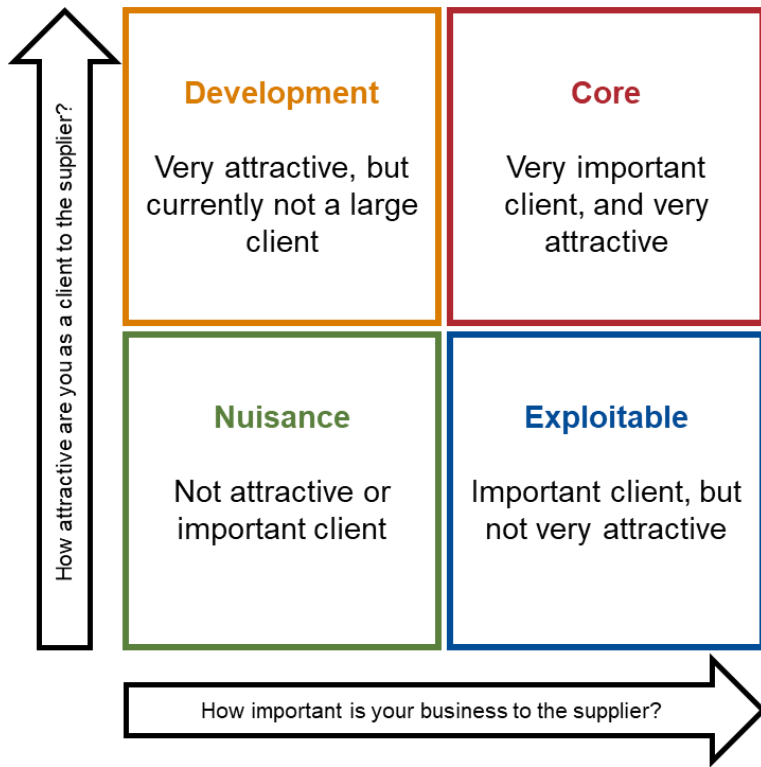 How attractive are you as a client to the supplier?
Development
Very attractive, but
currently not a large
client
Core
Very important
client, and very
attractive
Nuisance
Not attractive or
important client
Exploitable
Important client, but
not very attractive
How important is your business to the supplier?